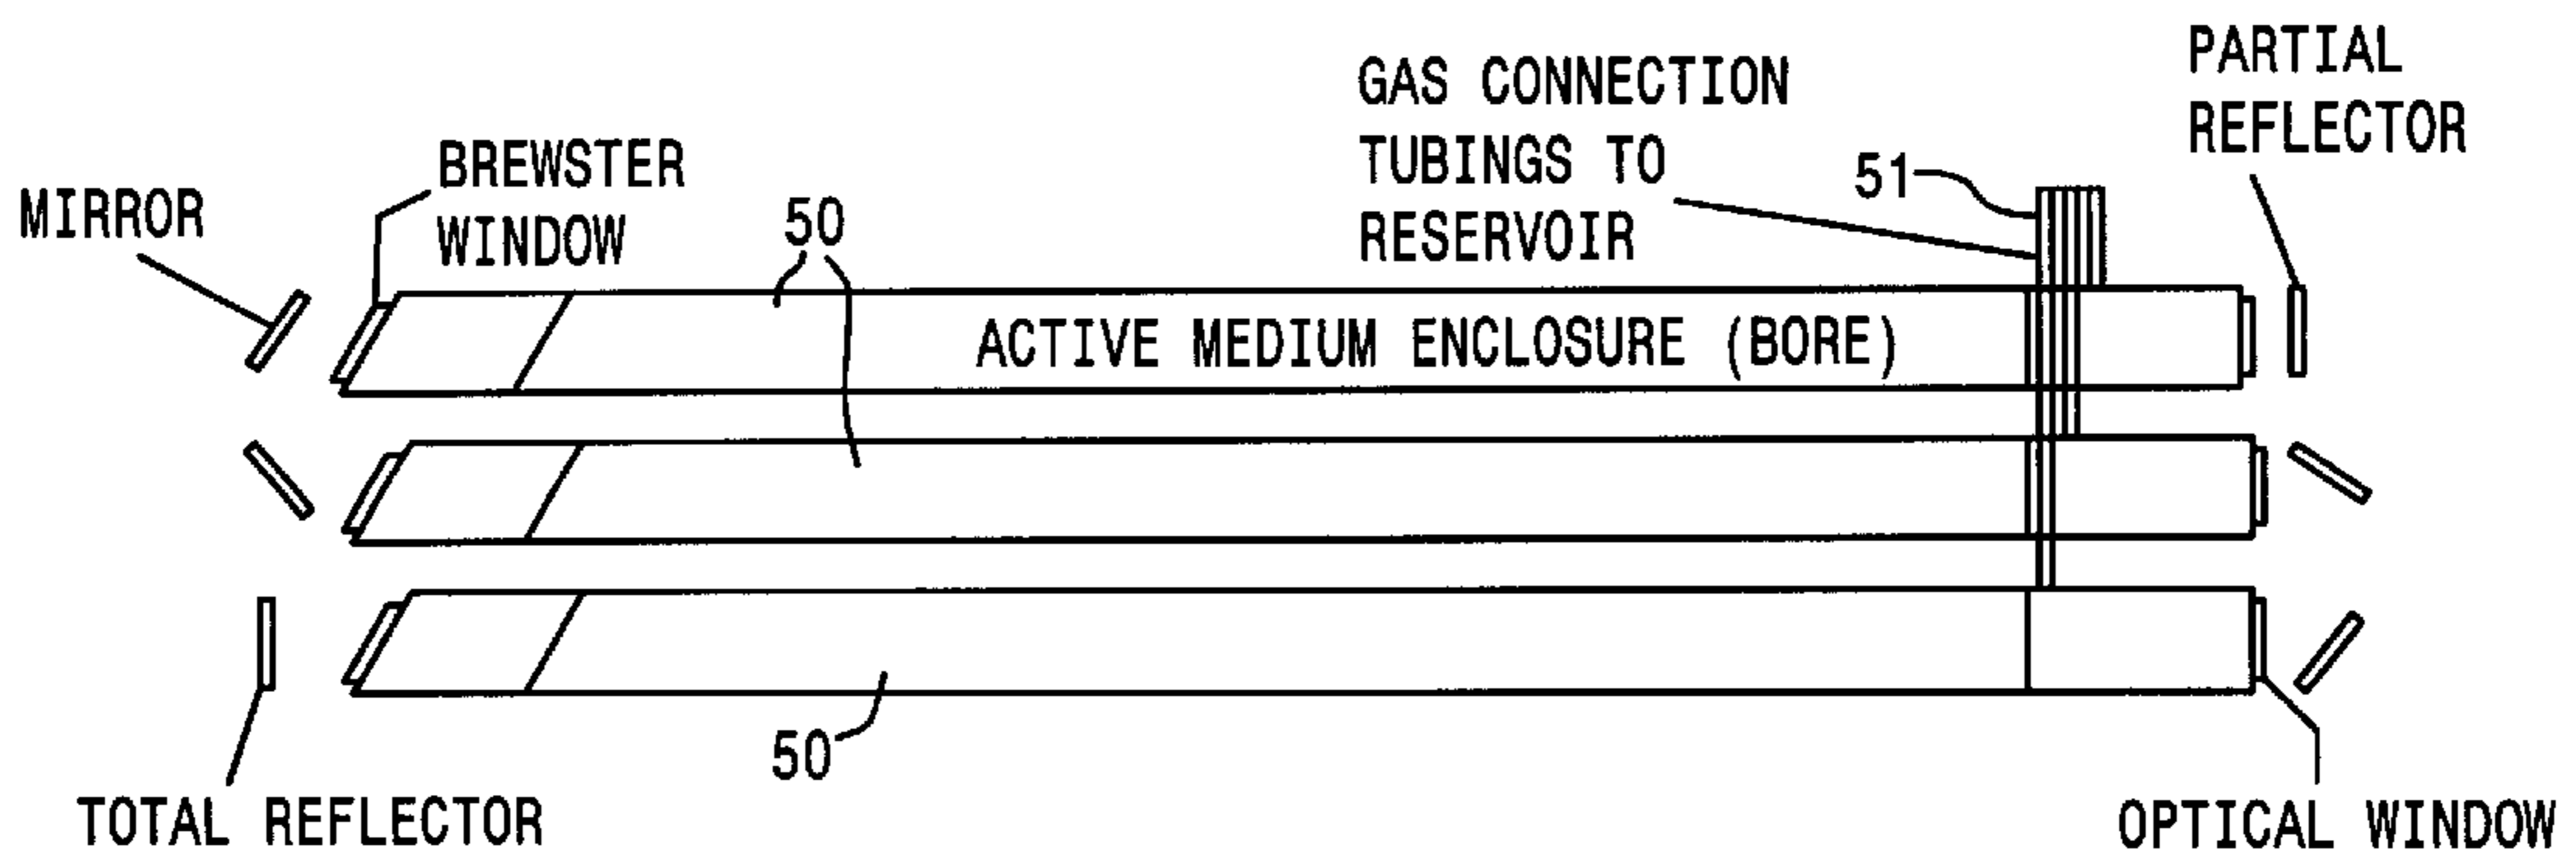 PARTIAL
REFLECTOR
GAS CONNECTION
TUBINGS TO
RESERVOIR
51
BREWSTER
WINDOW
MIRROR
50
ACTIVE MEDIUM ENCLOSURE (BORE)
50
TOTAL REFLECTOR
OPTICAL WINDOW